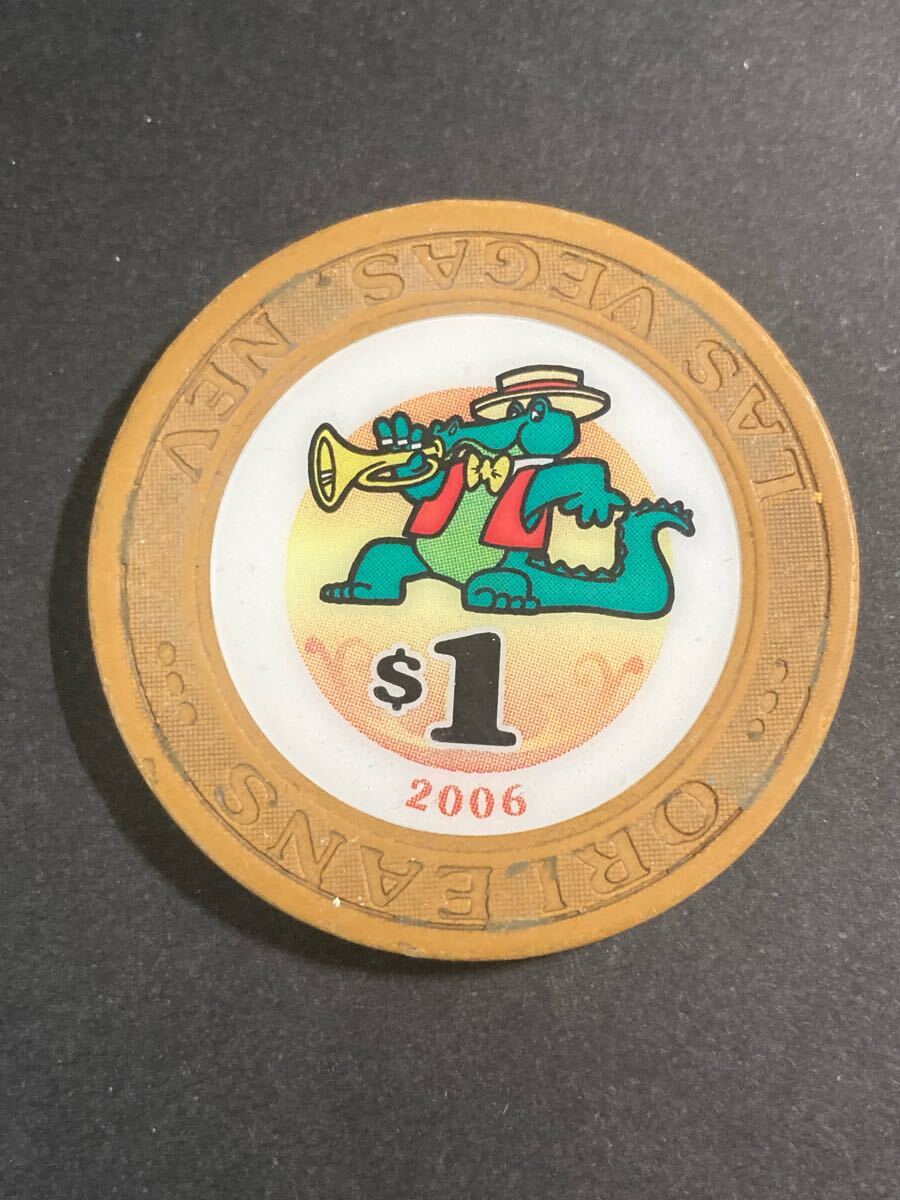 ORLEANS
LAS VEGAS, NEV
$1
2006